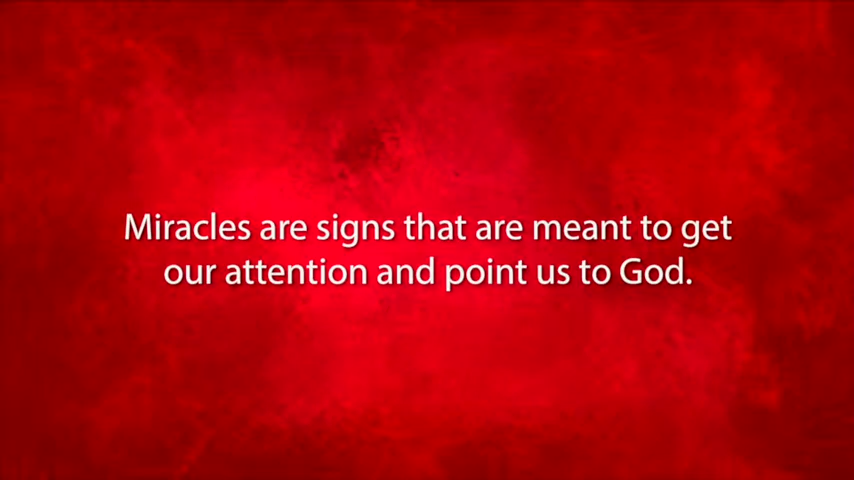 Miracles are signs that are meant to get
our attention and point us to God.